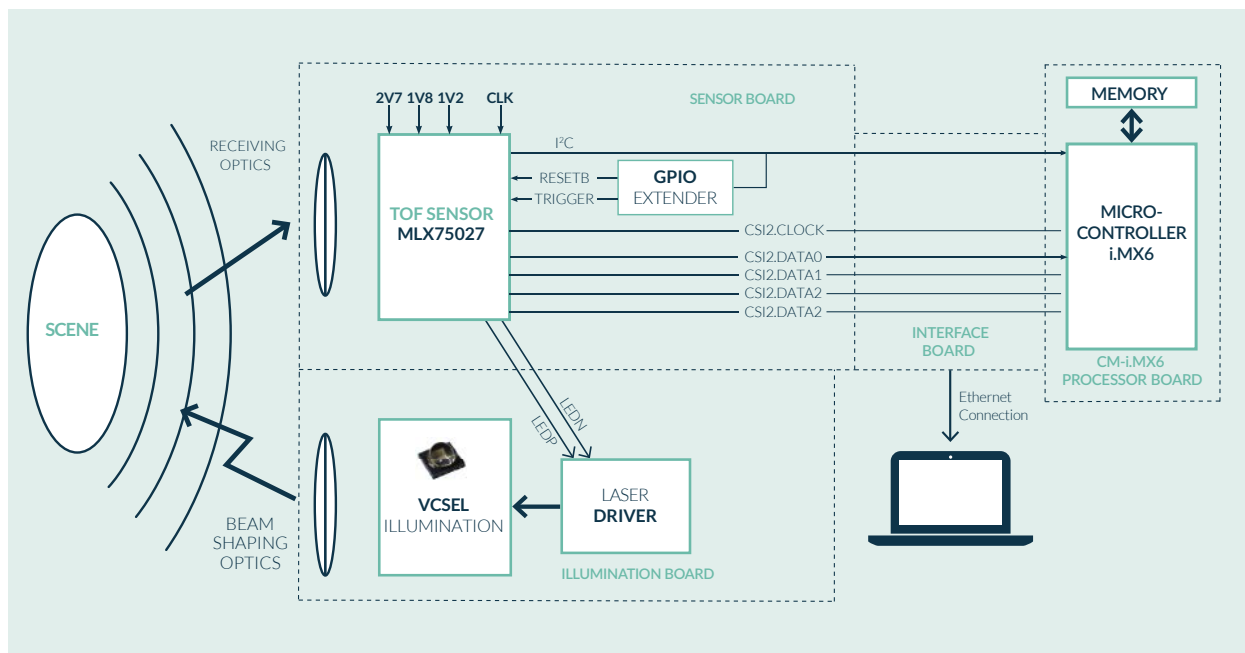 2V7 1V8 1V2 CLK
SENSOR BOARD
MEMORY
RECEIVING
OPTICS
I²C
RESETB
TRIGGER
GPIO
EXTENDER
TOF SENSOR
MLX75027
MICRO-
CONTROLLER
i.MX6
CSI2.CLOCK
CSI2.DATA0
CSI2.DATA1
CSI2.DATA2
CSI2.DATA2
SCENE
INTERFACE
BOARD
CM-i.MX6
PROCESSOR BOARD
Ethernet
Connection
LEDN
LEDP
VCSEL
ILLUMINATION
LASER
DRIVER
BEAM
SHAPING
OPTICS
ILLUMINATION BOARD